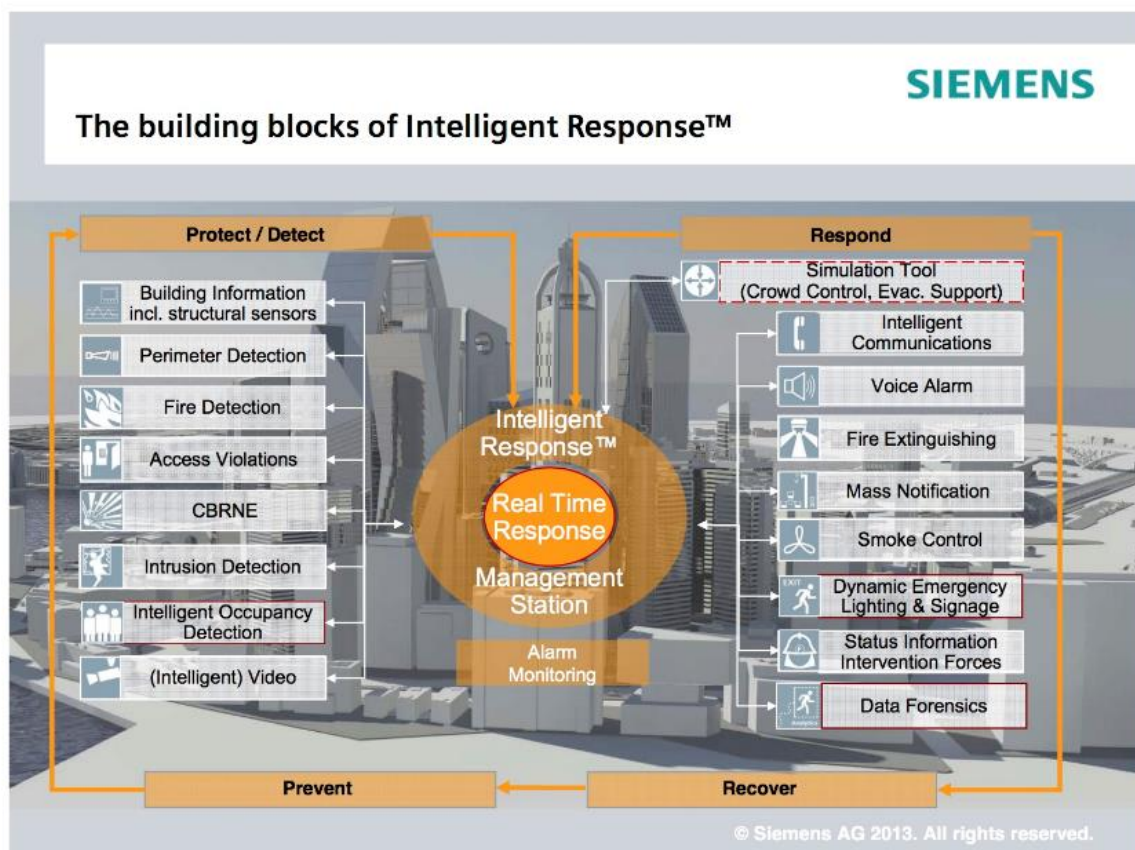 SIEMENS
The building blocks of Intelligent Response™
Protect / Detect
Building Information
incl. structural sensors
Perimeter Detection
Fire Detection
Access Violations
CBRNE
Intrusion Detection
Intelligent Occupancy
Detection
(Intelligent) Video
Intelligent
Response™
Real Time
Response
Management
Station
Alarm
Monitoring
Respond
Simulation Tool
(Crowd Control, Evac. Support)
Intelligent
Communications
Voice Alarm
Fire Extinguishing
Mass Notification
Smoke Control
EXIT
Dynamic Emergency
Lighting & Signage
Status Information
Intervention Forces
Analytics
Data Forensics
Prevent
Recover
© Siemens AG 2013. All rights reserved.